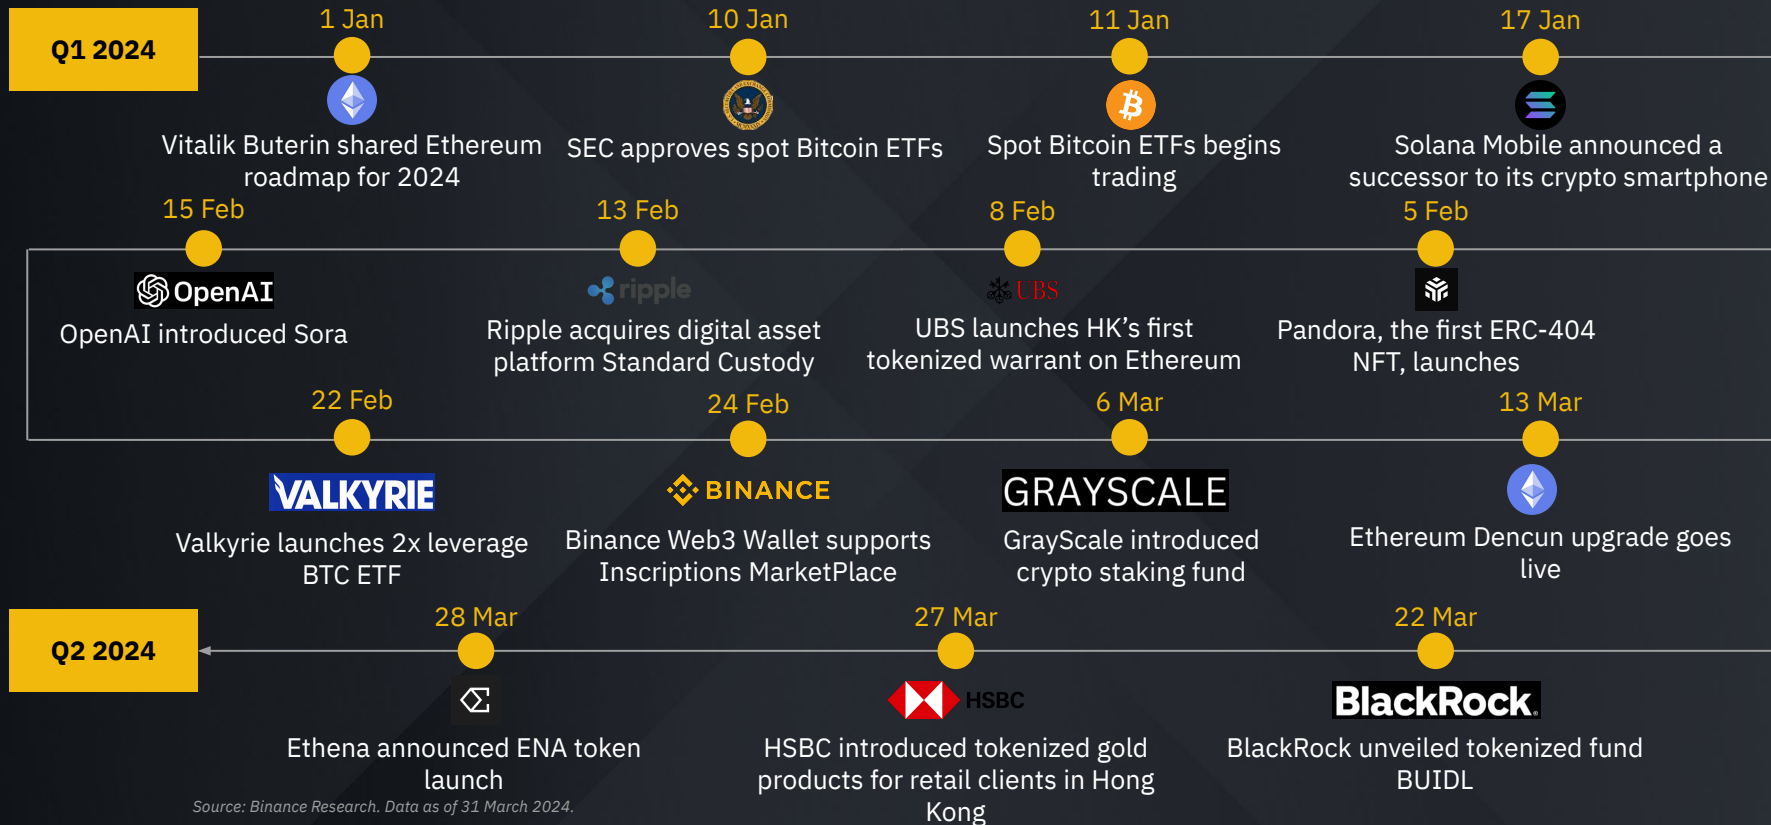 Q1 2024
1 Jan
Vitalik Buterin shared Ethereum
roadmap for 2024
10 Jan
SEC approves spot Bitcoin ETFs
11 Jan
Spot Bitcoin ETFs begins
trading
17 Jan
Solana Mobile announced a
successor to its crypto smartphone
15 Feb
OpenAI
OpenAI introduced Sora
13 Feb
ripple
Ripple acquires digital asset
platform Standard Custody
8 Feb
UBS
UBS launches HK’s first
tokenized warrant on Ethereum
5 Feb
Pandora, the first ERC-404
NFT, launches
22 Feb
VALKYRIE
Valkyrie launches 2x leverage
BTC ETF
24 Feb
BINANCE
Binance Web3 Wallet supports
Inscriptions MarketPlace
6 Mar
GRAYSCALE
GrayScale introduced
crypto staking fund
13 Mar
Ethereum Dencun upgrade goes
live
Q2 2024
28 Mar
Ethena announced ENA token
launch
27 Mar
HSBC
HSBC introduced tokenized gold
products for retail clients in Hong
Kong
22 Mar
BlackRock.
BlackRock unveiled tokenized fund
BUIDL
Source: Binance Research. Data as of 31 March 2024.